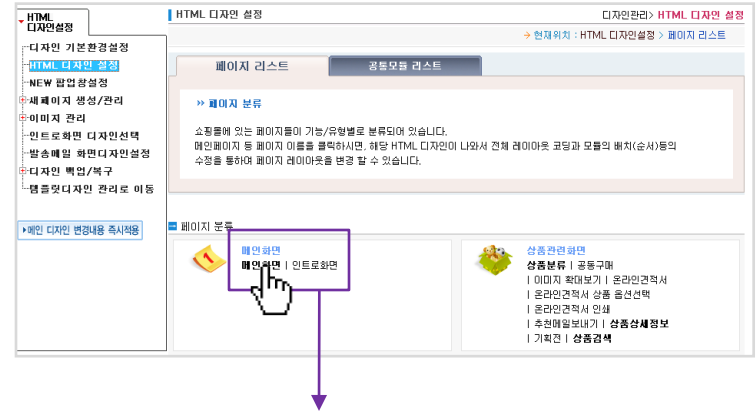 HTML
디자인설정
디자인 기본환경설정
HTML 디자인 설정
NEW 팝업창설정
새페이지 생성/관리
이미지 관리
인트로화면 디자인선택
발송메일 화면디자인설정
디자인 백업/복구
템플릿디자인 관리로 이동
메인 디자인 변경내용 즉시적용
HTML 디자인 설정
디자인관리> HTML 디자인 설정
현재위치 : HTML 디자인설정 > 페이지 리스트
페이지 리스트
공통모듈 리스트
페이지 분류
쇼핑몰에 있는 페이지들이 기능/유형별로 분류되어 있습니다.
메인페이지 등 페이지 이름을 클릭하시면, 해당 HTML 디자인이 나와서 전체 레이아웃 코딩과 모듈의 배치(순서)등의
수정을 통하여 페이지 레이아웃을 변경 할 수 있습니다.
페이지 분류
1
메인화면
메인화면 | 인트로화면
상품관련화면
상품분류 | 공동구매
| 이미지 확대보기 | 온라인견적서
| 온라인견적서 상품 옵션선택
| 온라인견적서 인쇄
| 추천메일보내기 | 상품상세정보
| 기획전 | 상품검색